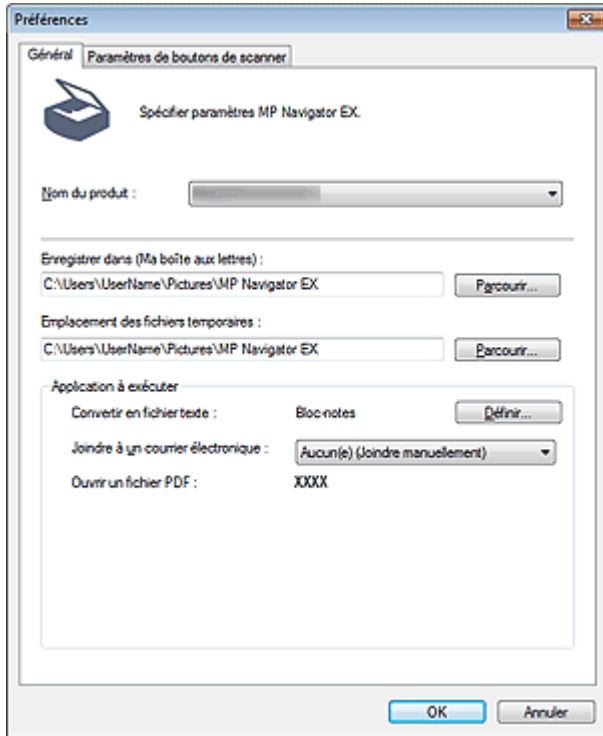 Préférences
Général Paramètres de boutons de scanner
Spécifier paramètres MP Navigator EX.
Nom du produit :
Enregistrer dans (Ma boîte aux lettres) :
C:\Users\UserName\Pictures\MP Navigator EX Parcourir...
Emplacement des fichiers temporaires :
C:\Users\UserName\Pictures\MP Navigator EX Parcourir...
Application à exécuter
Convertir en fichier texte : Bloc-notes Définir...
Joindre à un courrier électronique : Aucun(e) (Joindre manuellement)
Ouvrir un fichier PDF : XXXX
OK Annuler